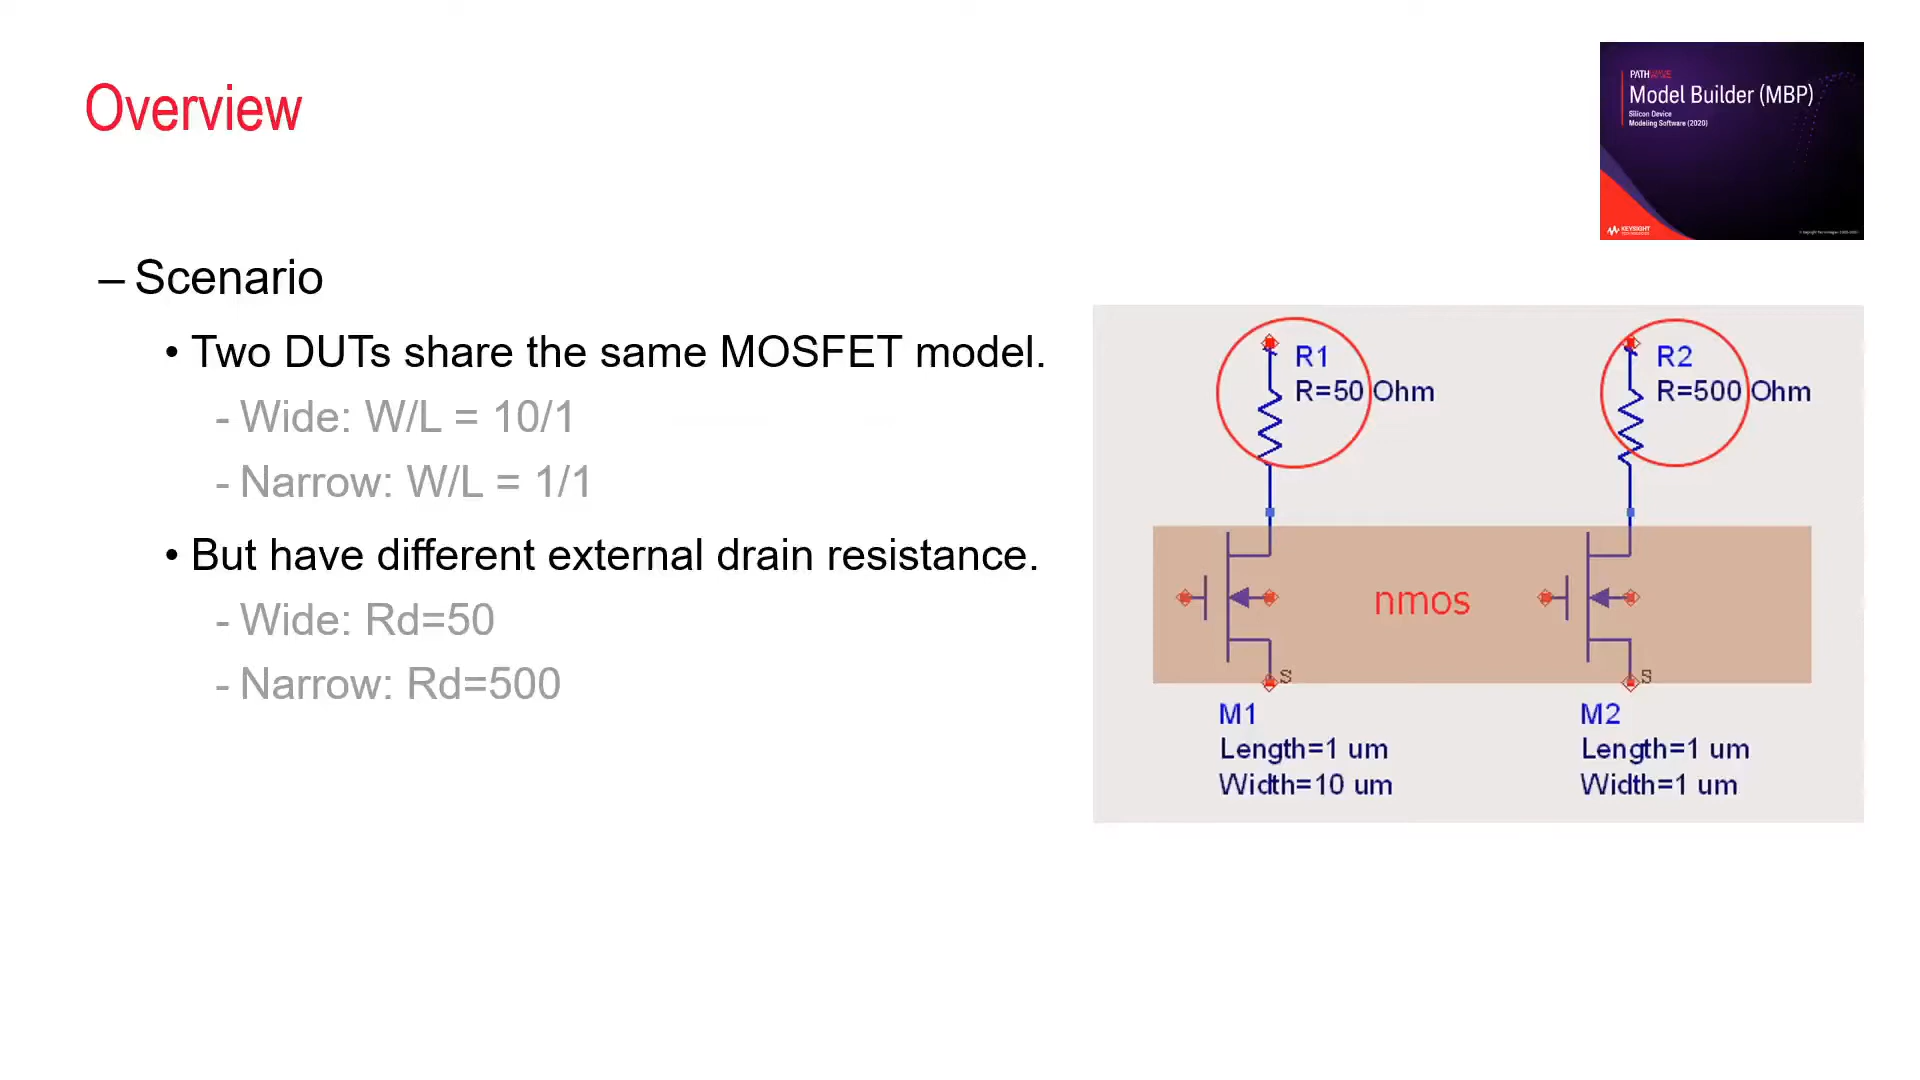 Overview
PATHWAVE
Model Builder (MBP)
Silicon Device
Modeling Software (2020)
KEYSIGHT
– Scenario
• Two DUTs share the same MOSFET model.
- Wide: W/L = 10/1
- Narrow: W/L = 1/1
• But have different external drain resistance.
- Wide: Rd=50
- Narrow: Rd=500
R1
R=50 Ohm
R2
R=500 Ohm
nmos
S
S
M1
Length=1 um
Width=10 um
M2
Length=1 um
Width=1 um